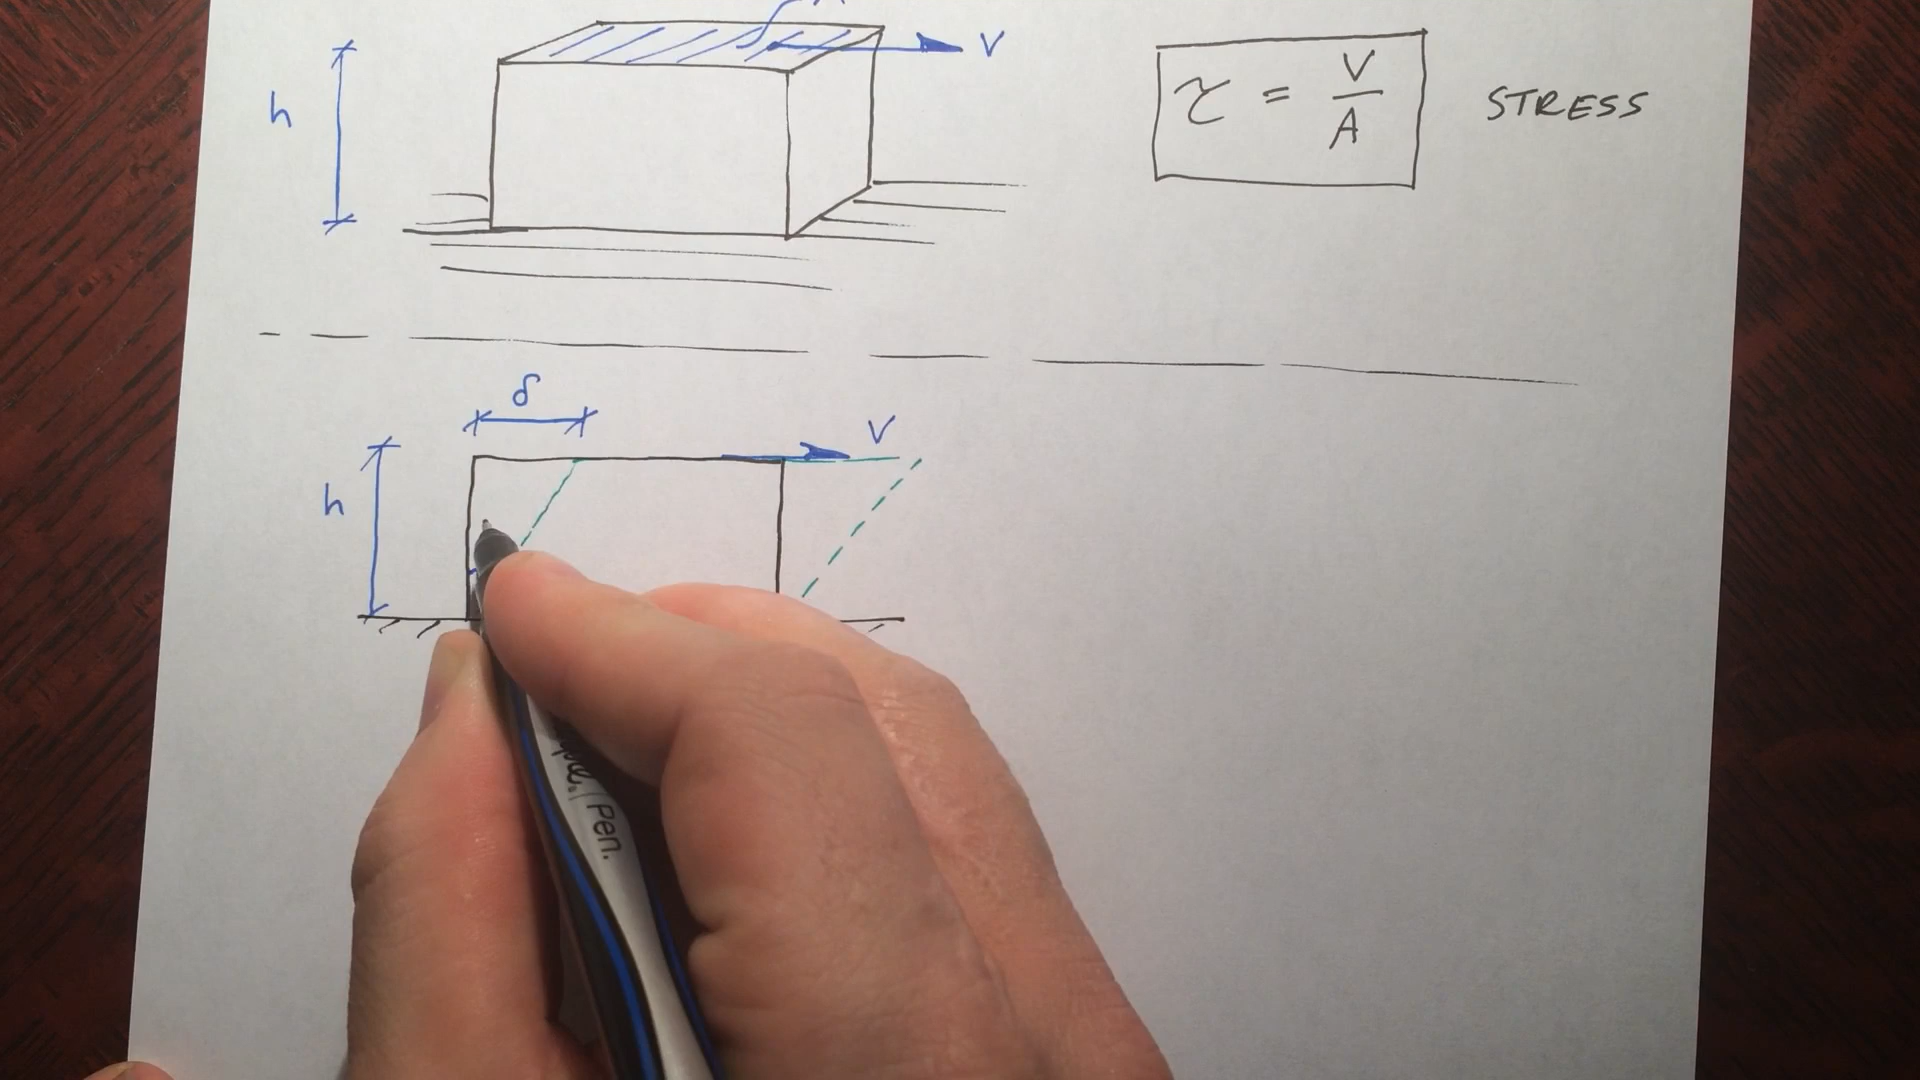 h
V
τ = V/A
STRESS
δ
h
V
Pen.